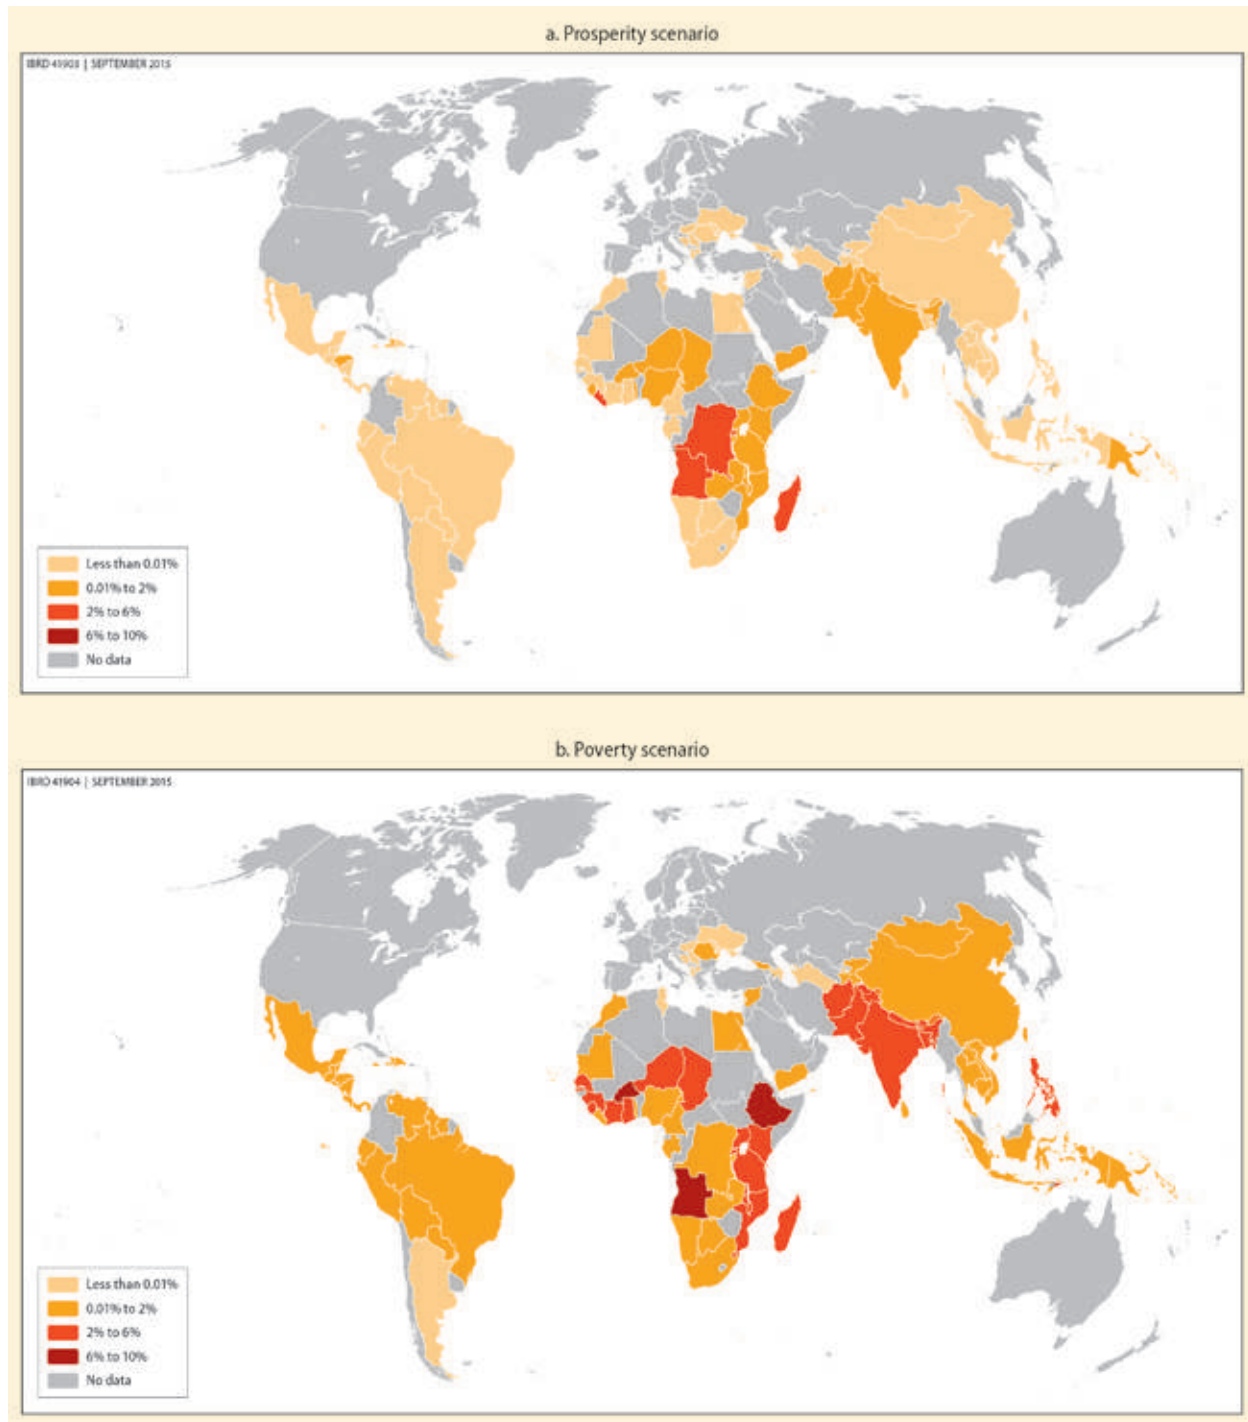 a. Prosperity scenario
IBRD 41903 | SEPTEMBER 2015
Less than 0.01%
0.01% to 2%
2% to 6%
6% to 10%
No data
b. Poverty scenario
IBRD 41904 | SEPTEMBER 2015
Less than 0.01%
0.01% to 2%
2% to 6%
6% to 10%
No data